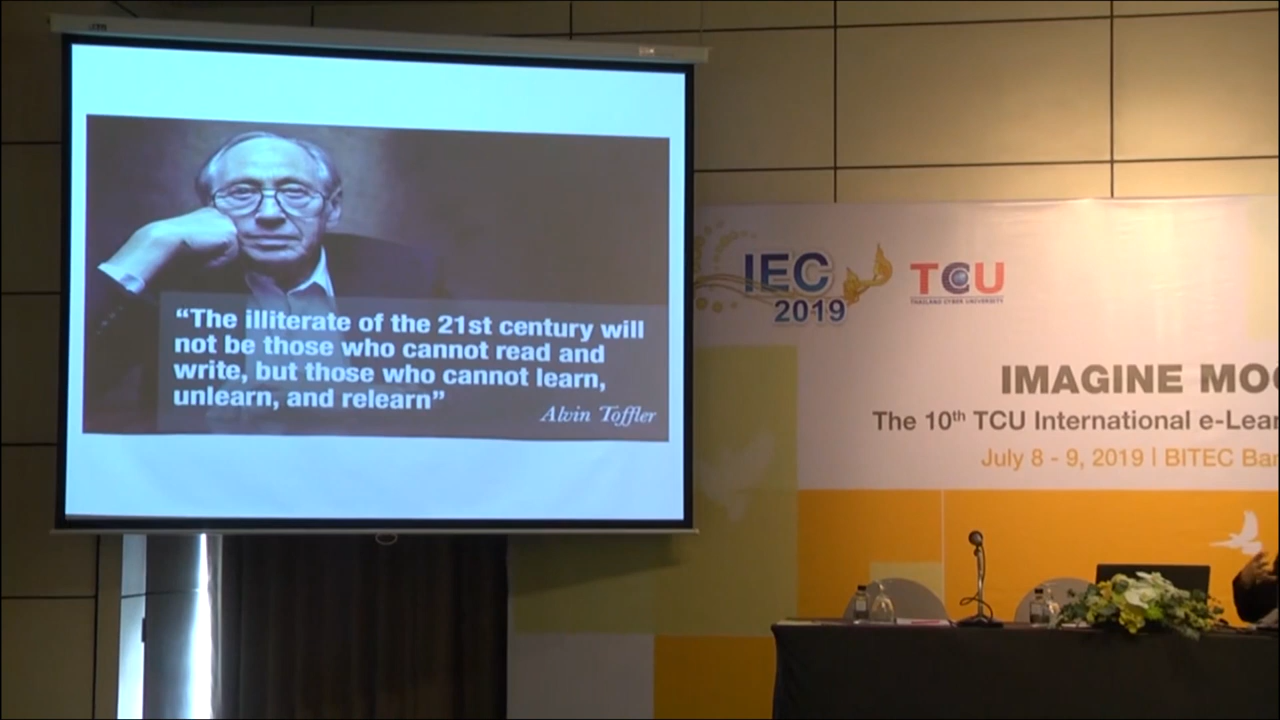 “The illiterate of the 21st century will
not be those who cannot read and
write, but those who cannot learn,
unlearn, and relearn”
Alvin Toffler
IEC
2019
TCU
THAILAND CYBER UNIVERSITY
IMAGINE MOO
The 10th TCU International e-Lear
July 8 - 9, 2019 | BITEC Ban